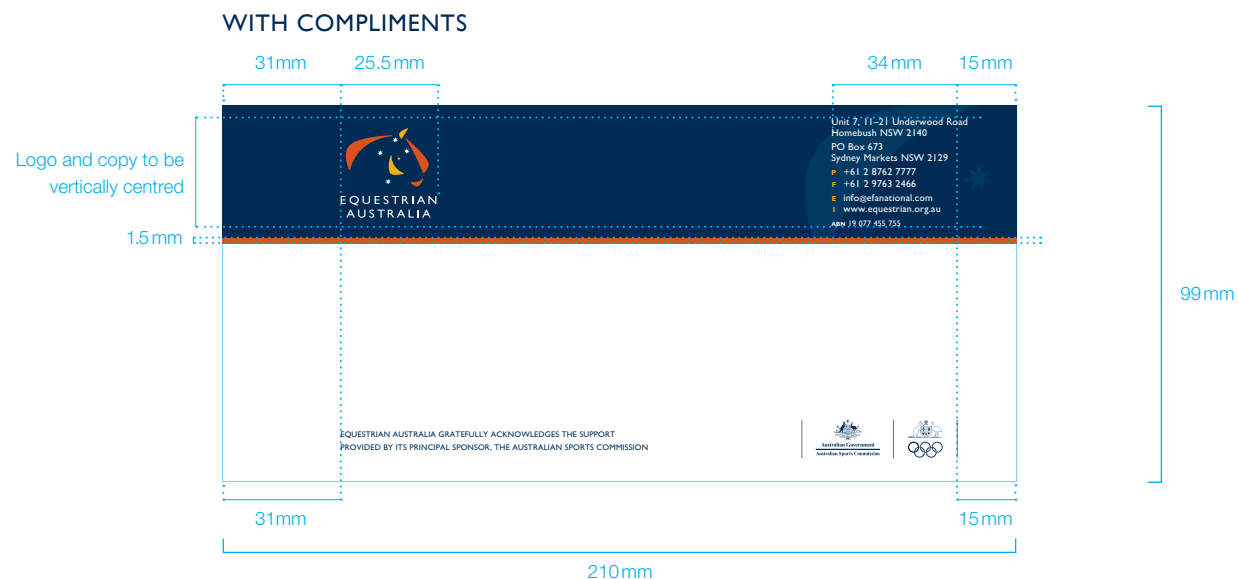 WITH COMPLIMENTS
31mm
25.5mm
34mm
15mm
Logo and copy to be
vertically centred
EQUESTRIAN
AUSTRALIA
Unit 7, 11–21 Underwood Road
Homebush NSW 2140
PO Box 673
Sydney Markets NSW 2129
P +61 2 8762 7777
F +61 2 9763 2466
E info@efanational.com
I www.equestrian.org.au
ABN 19 077 455 755
1.5mm
99mm
EQUESTRIAN AUSTRALIA GRATEFULLY ACKNOWLEDGES THE SUPPORT
PROVIDED BY ITS PRINCIPAL SPONSOR, THE AUSTRALIAN SPORTS COMMISSION
Australian Government
Australian Sports Commission
31mm
15mm
210mm